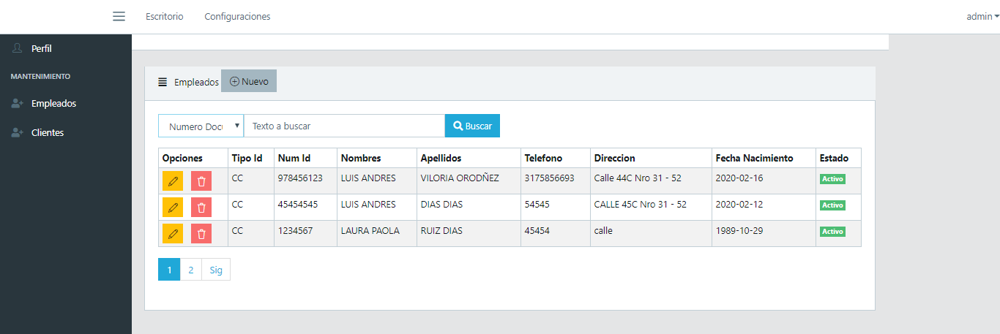 Escritorio Configuraciones admin
Perfil
MANTENIMIENTO
Empleados
Clientes
Empleados Nuevo
Numero Docu Texto a buscar Buscar
Opciones Tipo Id Num Id Nombres Apellidos Telefono Direccion Fecha Nacimiento Estado
CC 978456123 LUIS ANDRES VILORIA ORODÑEZ 3175856693 Calle 44C Nro 31 - 52 2020-02-16 Activo
CC 45454545 LUIS ANDRES DIAS DIAS 54545 CALLE 45C Nro 31 - 52 2020-02-12 Activo
CC 1234567 LAURA PAOLA RUIZ DIAS 45454 calle 1989-10-29 Activo
1 2 Sig